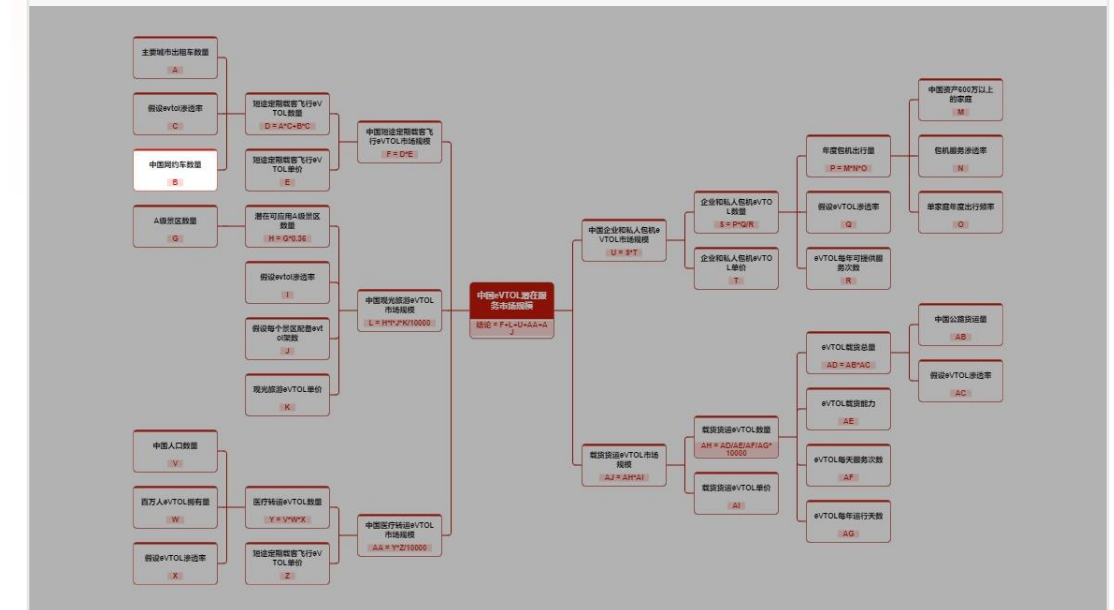 主要城市出租车数量
A
假设evtol渗透率
C
中国网约车数量
B
短途定期载客飞行eV
TOL数量
D = A*C+B*C
短途定期载客飞行eV
TOL单价
E
中国短途定期载客飞
行eVTOL市场规模
F = D*E
A级景区数量
G
潜在可应用A级景区
数量
H = G*0.36
假设evtol渗透率
I
假设每个景区配备evt
ol架数
J
观光旅游eVTOL单价
K
中国观光旅游eVTOL
市场规模
L = H*I*J*K/10000
中国人口数量
V
百万人eVTOL拥有量
W
假设eVTOL渗透率
X
医疗转运eVTOL数量
Y = V*W*X
短途定期载客飞行eV
TOL单价
Z
中国医疗转运eVTOL
市场规模
AA = Y*Z/10000
中国eVTOL潜在服
务市场规模
结论 = F+L+U+AA+A
J
中国企业和私人包机e
VTOL市场规模
U = S*T
企业和私人包机eVTO
L数量
S = P*Q/R
企业和私人包机eVTO
L单价
T
年度包机出行量
P = M*N*O
假设eVTOL渗透率
Q
eVTOL每年可提供服
务次数
R
中国资产600万以上
的家庭
M
包机服务渗透率
N
单家庭年度出行频率
O
载货货运eVTOL市场
规模
AJ = AH*AI
载货货运eVTOL数量
AH = AD/AE/AF/AG*
10000
载货货运eVTOL单价
AI
eVTOL载货总量
AD = AB*AC
eVTOL载货能力
AE
eVTOL每天服务次数
AF
eVTOL每年运行天数
AG
中国公路货运量
AB
假设eVTOL渗透率
AC